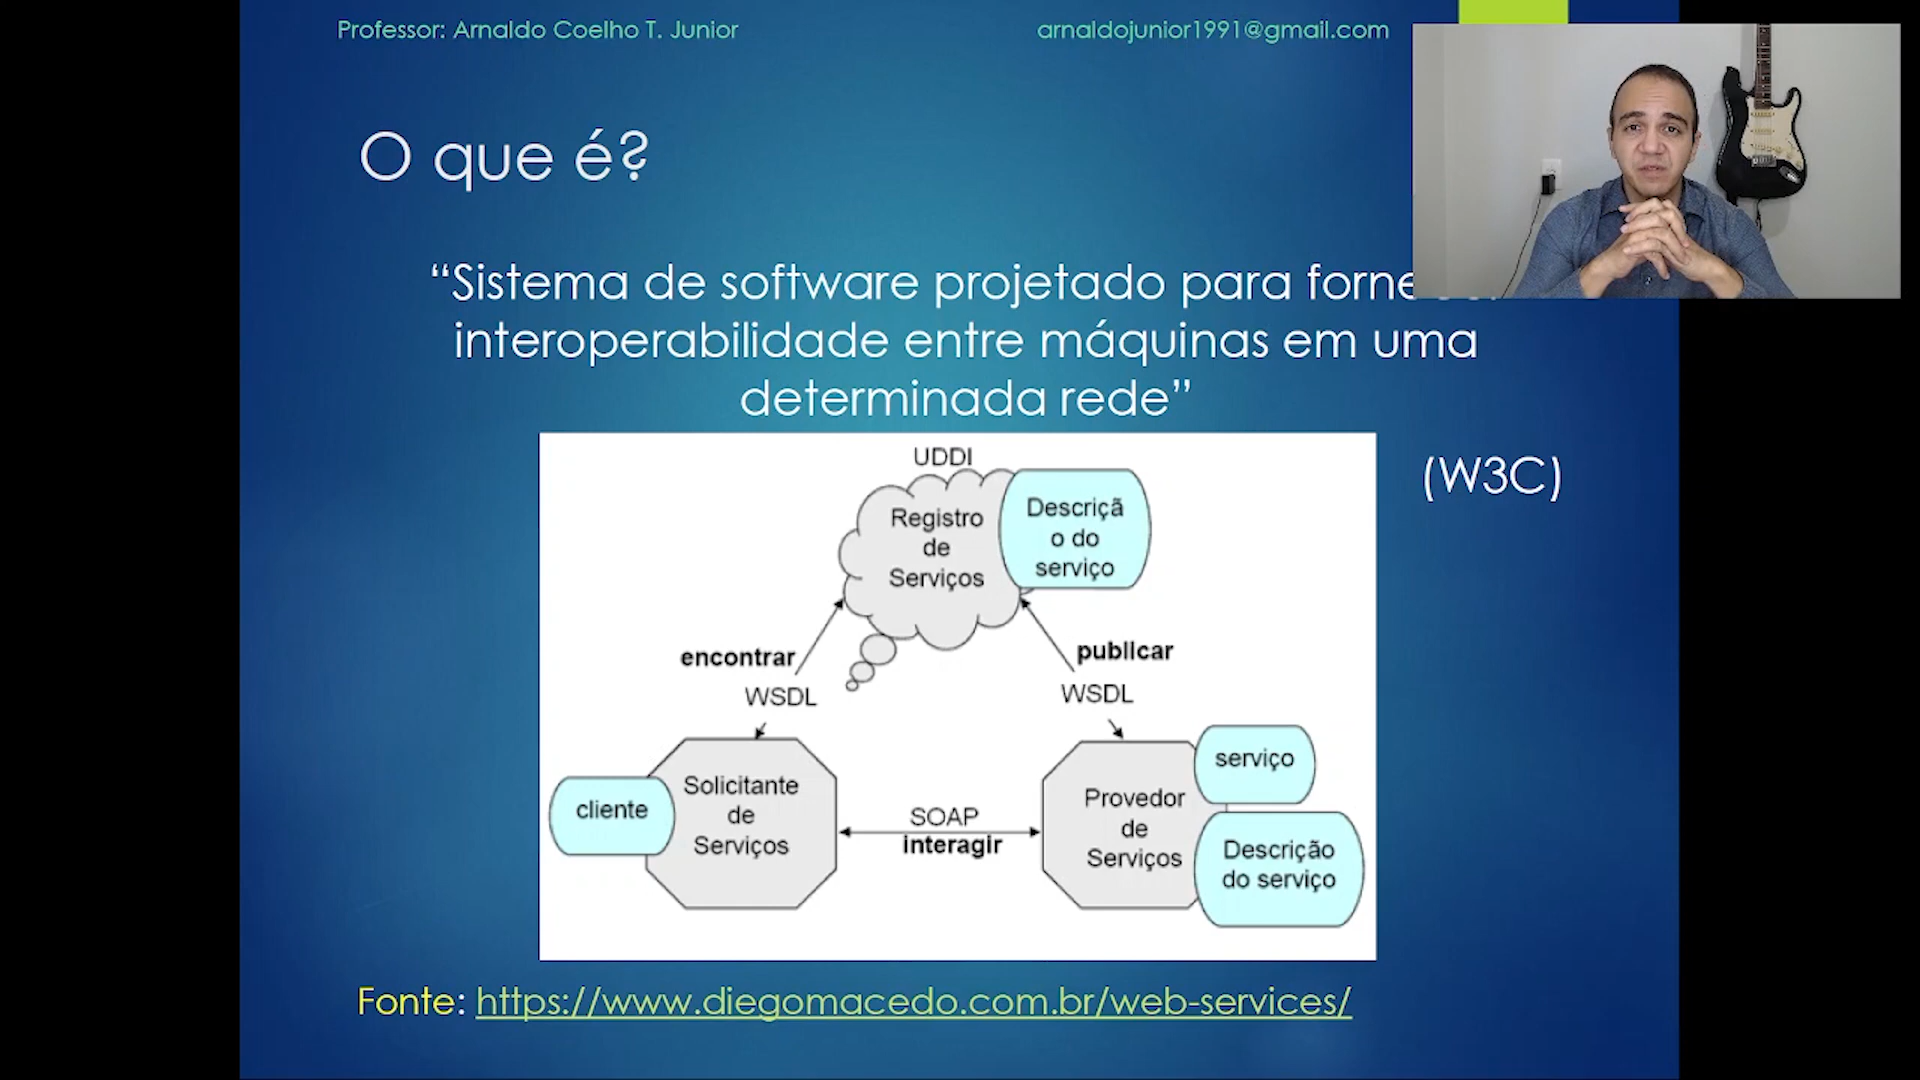 Professor: Arnaldo Coelho T. Junior
arnaldojunior1991@gmail.com
O que é?
“Sistema de software projetado para
interoperabilidade entre máquinas em uma
determinada rede”
(W3C)
UDDI
Registro
de
Serviços
Descriçã
o do
serviço
encontrar
WSDL
publicar
WSDL
cliente
Solicitante
de
Serviços
SOAP
interagir
Provedor
de
Serviços
serviço
Descrição
do serviço
Fonte: https://www.diegomacedo.com.br/web-services/